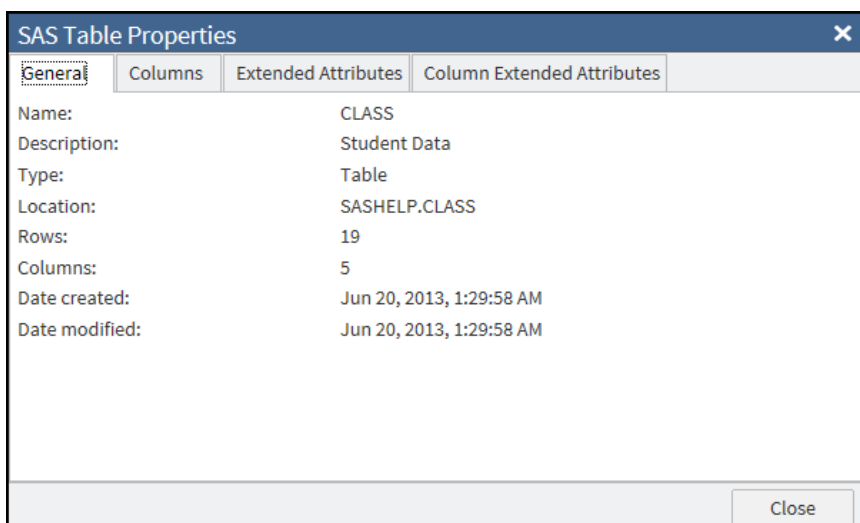 SAS Table Properties
General Columns Extended Attributes Column Extended Attributes
Name: CLASS
Description: Student Data
Type: Table
Location: SASHELP.CLASS
Rows: 19
Columns: 5
Date created: Jun 20, 2013, 1:29:58 AM
Date modified: Jun 20, 2013, 1:29:58 AM
Close